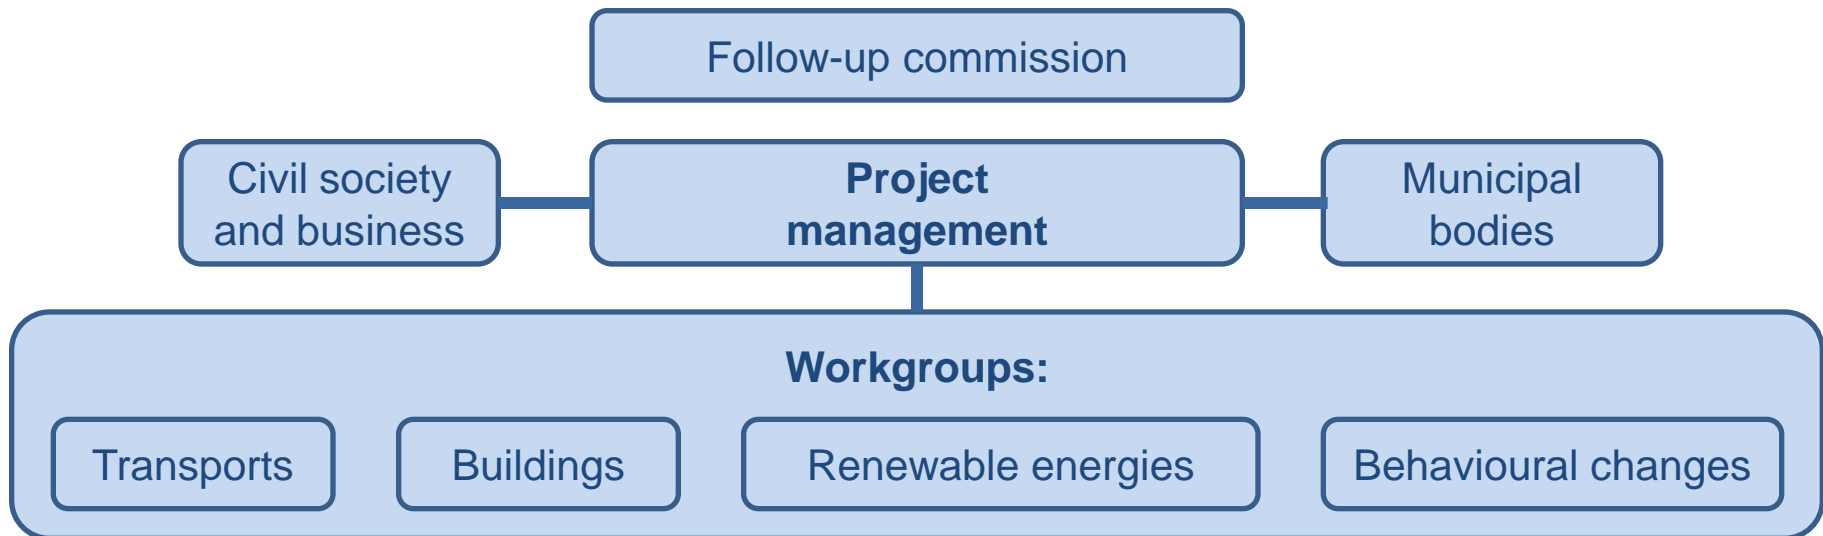 Follow-up commission
Civil society
and business
Project
management
Municipal
bodies
Workgroups:
Transports
Buildings
Renewable energies
Behavioural changes